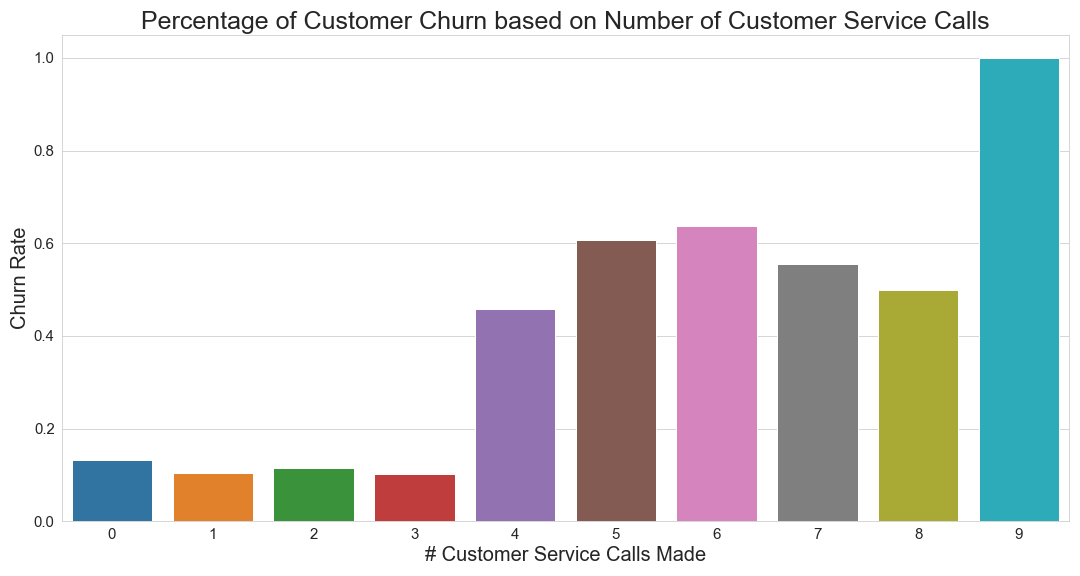 Percentage of Customer Churn based on Number of Customer Service Calls
1.0
0.8
0.6
0.4
0.2
0.0
Churn Rate
0 1 2 3 4 5 6 7 8 9
# Customer Service Calls Made